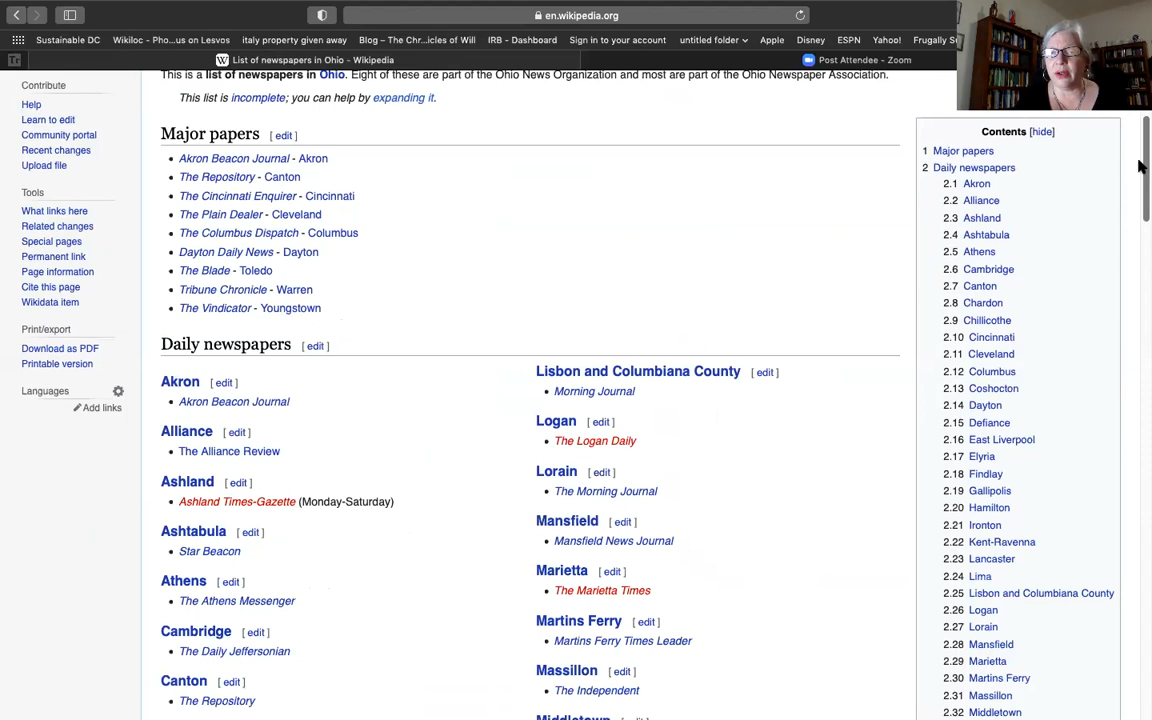 en.wikipedia.org
Sustainable DC
Wikiloc - Pho...us on Lesvos
italy property given away
Blog – The Chr...icles of Will
IRB - Dashboard
Sign in to your account
untitled folder
Apple
Disney
ESPN
Yahoo!
Frugally S
List of newspapers in Ohio - Wikipedia
Post Attendee - Zoom
Contribute
Help
Learn to edit
Community portal
Recent changes
Upload file
Tools
What links here
Related changes
Special pages
Permanent link
Page information
Cite this page
Wikidata item
Print/export
Download as PDF
Printable version
Languages
Add links
This is a list of newspapers in Ohio. Eight of these are part of the Ohio News Organization and most are part of the Ohio Newspaper Association.
This list is incomplete; you can help by expanding it.
Major papers [ edit ]
• Akron Beacon Journal - Akron
• The Repository - Canton
• The Cincinnati Enquirer - Cincinnati
• The Plain Dealer - Cleveland
• The Columbus Dispatch - Columbus
• Dayton Daily News - Dayton
• The Blade - Toledo
• Tribune Chronicle - Warren
• The Vindicator - Youngstown
Daily newspapers [ edit ]
Akron [ edit ]
• Akron Beacon Journal
Alliance [ edit ]
• The Alliance Review
Ashland [ edit ]
• Ashland Times-Gazette (Monday-Saturday)
Ashtabula [ edit ]
• Star Beacon
Athens [ edit ]
• The Athens Messenger
Cambridge [ edit ]
• The Daily Jeffersonian
Canton [ edit ]
• The Repository
Lisbon and Columbiana County [ edit ]
• Morning Journal
Logan [ edit ]
• The Logan Daily
Lorain [ edit ]
• The Morning Journal
Mansfield [ edit ]
• Mansfield News Journal
Marietta [ edit ]
• The Marietta Times
Martins Ferry [ edit ]
• Martins Ferry Times Leader
Massillon [ edit ]
• The Independent
Middletown
Contents [hide]
1 Major papers
2 Daily newspapers
2.1 Akron
2.2 Alliance
2.3 Ashland
2.4 Ashtabula
2.5 Athens
2.6 Cambridge
2.7 Canton
2.8 Chardon
2.9 Chillicothe
2.10 Cincinnati
2.11 Cleveland
2.12 Columbus
2.13 Coshocton
2.14 Dayton
2.15 Defiance
2.16 East Liverpool
2.17 Elyria
2.18 Findlay
2.19 Gallipolis
2.20 Hamilton
2.21 Ironton
2.22 Kent-Ravenna
2.23 Lancaster
2.24 Lima
2.25 Lisbon and Columbiana County
2.26 Logan
2.27 Lorain
2.28 Mansfield
2.29 Marietta
2.30 Martins Ferry
2.31 Massillon
2.32 Middletown